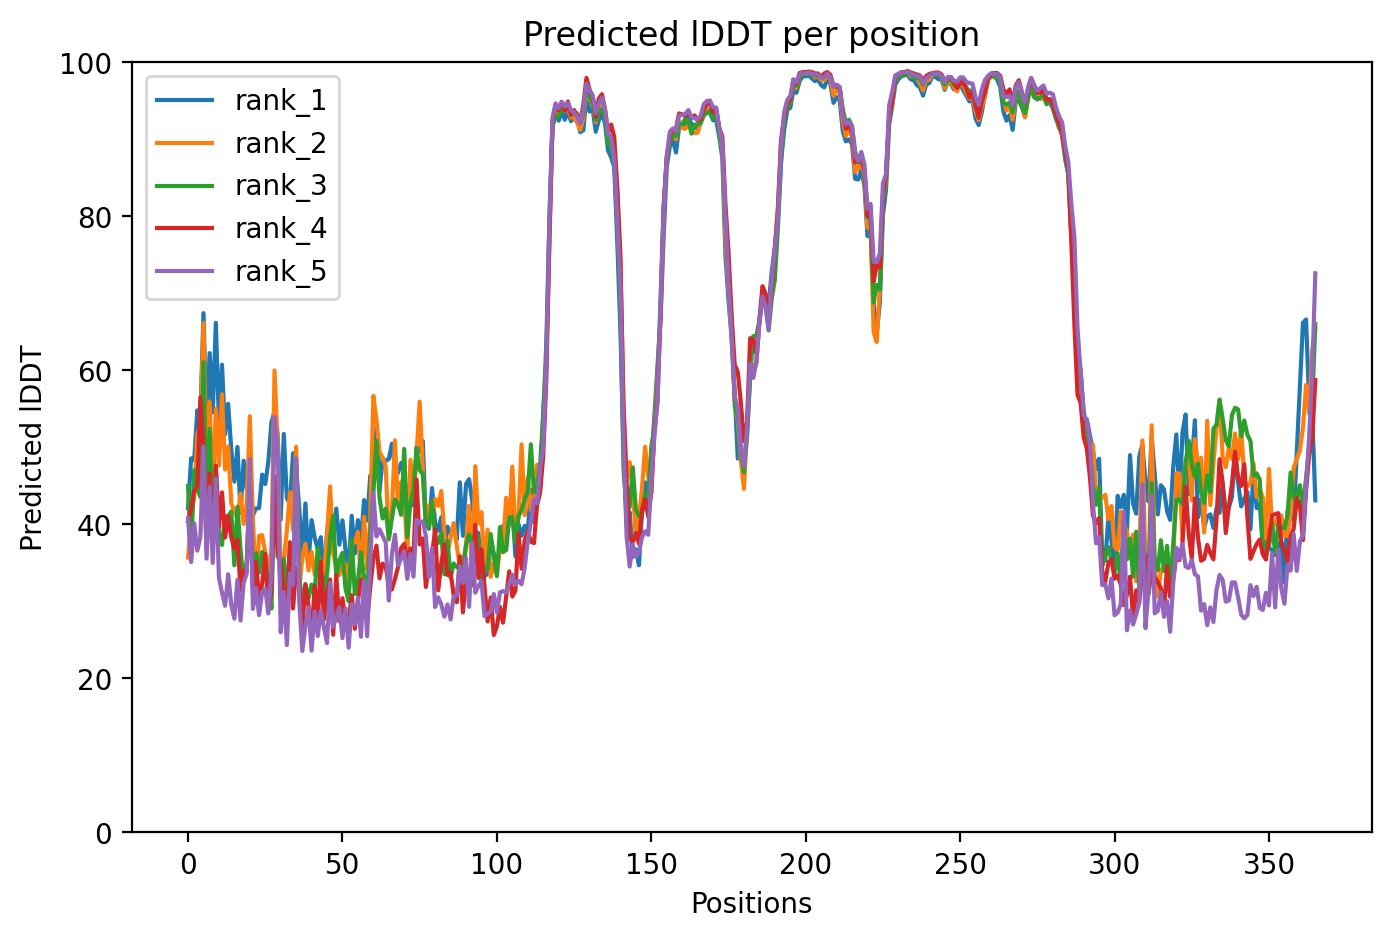 Predicted lDDT per position
100
80
60
40
20
0
Predicted lDDT
rank_1
rank_2
rank_3
rank_4
rank_5
0 50 100 150 200 250 300 350
Positions